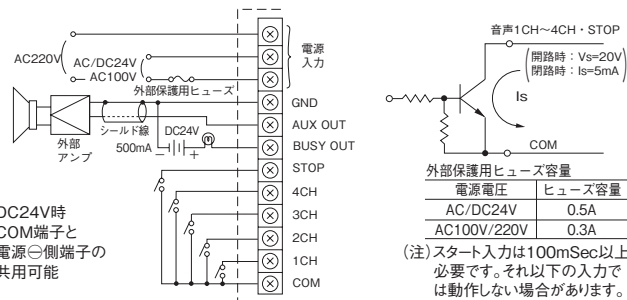 AC220V
AC/DC24V
AC100V
外部保護用ヒューズ
電源
入力
シールド線
DC24V
500mA
− +
外部
アンプ
GND
AUX OUT
BUSY OUT
STOP
4CH
3CH
2CH
1CH
COM
DC24V時
COM端子と
電源⊖側端子の
共用可能
音声1CH〜4CH・STOP
開路時：Vs=20V
閉路時：Is=5mA
Is
COM
外部保護用ヒューズ容量
電源電圧 ヒューズ容量
AC/DC24V 0.5A
AC100V/220V 0.3A
(注)スタート入力は100mSec以上
必要です。それ以下の入力で
は動作しない場合があります。